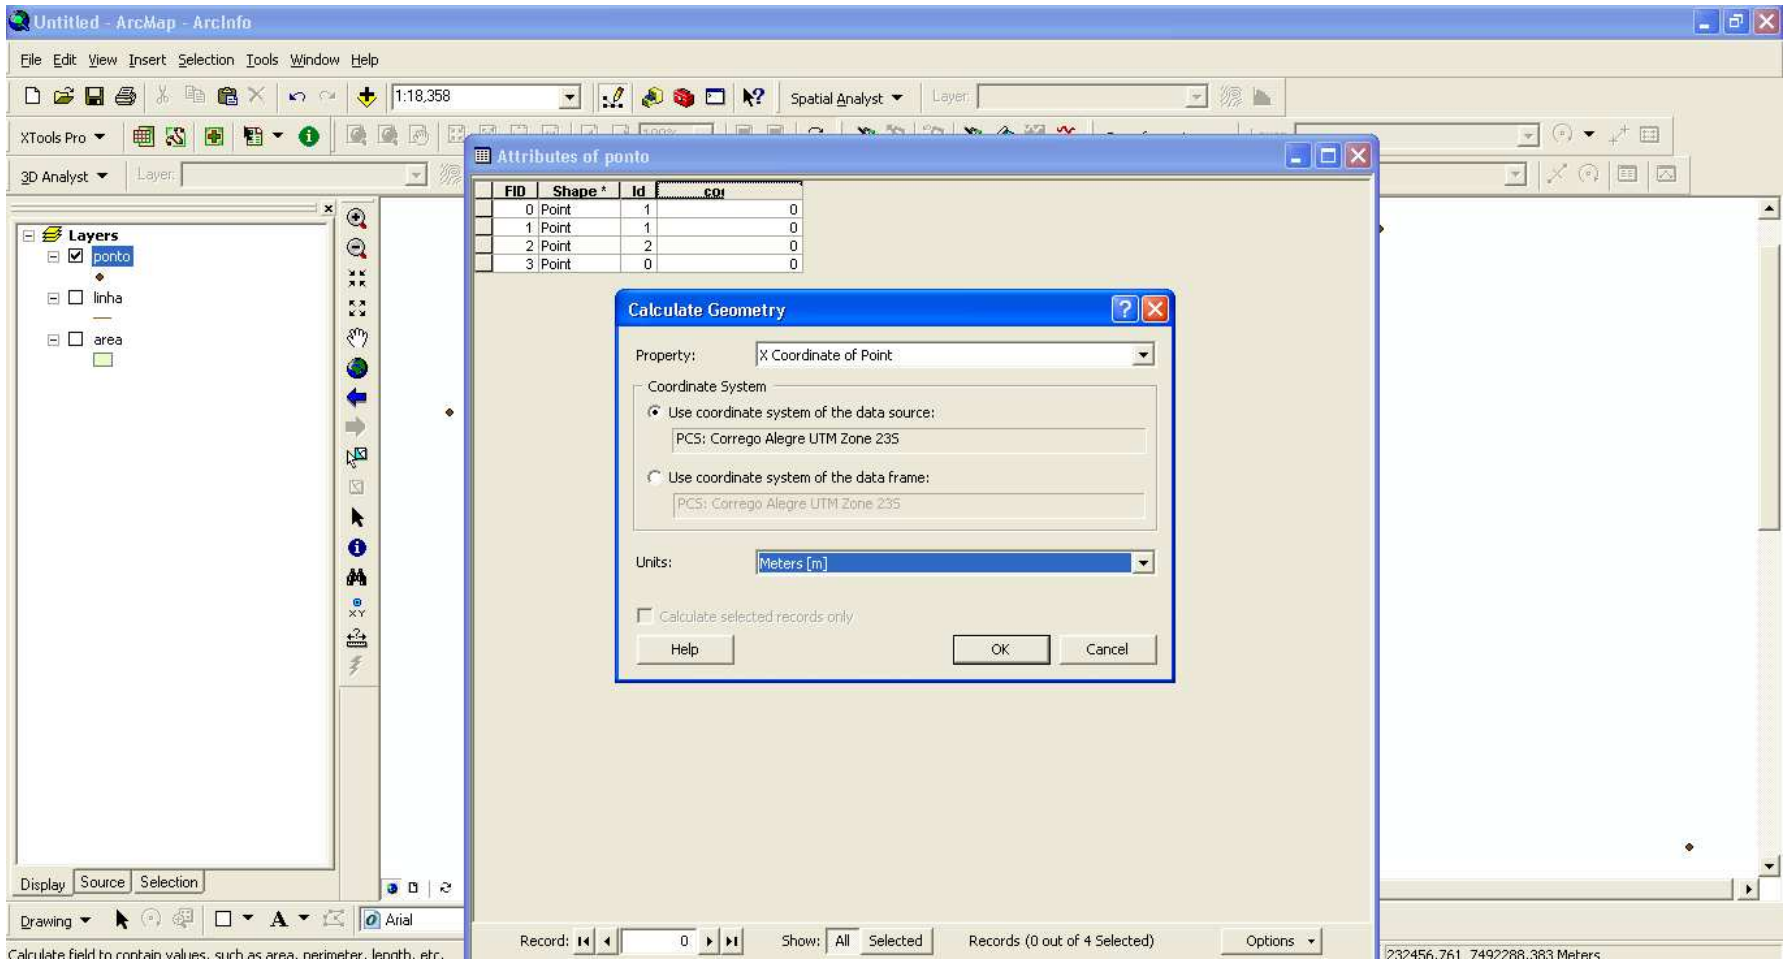 Untitled - ArcMap - ArcInfo
File Edit View Insert Selection Tools Window Help
1:18,358 Spatial Analyst Layer:
XTools Pro
3D Analyst Layer:
Attributes of ponto
FID Shape * Id
0 Point 1 0
1 Point 1 0
2 Point 2 0
3 Point 0 0
Layers
ponto
linha
area
Calculate Geometry
Property: X Coordinate of Point
Coordinate System
Use coordinate system of the data source:
PCS: Corrego Alegre UTM Zone 23S
Use coordinate system of the data frame:
PCS: Corrego Alegre UTM Zone 23S
Units: Meters [m]
Calculate selected records only
Help OK Cancel
XY
Display Source Selection
Drawing A Arial
Record: 0 Show: All Selected Records (0 out of 4 Selected) Options
Calculate field to contain values, such as area, perimeter, length, etc.
232456,761 7492288,383 Meters